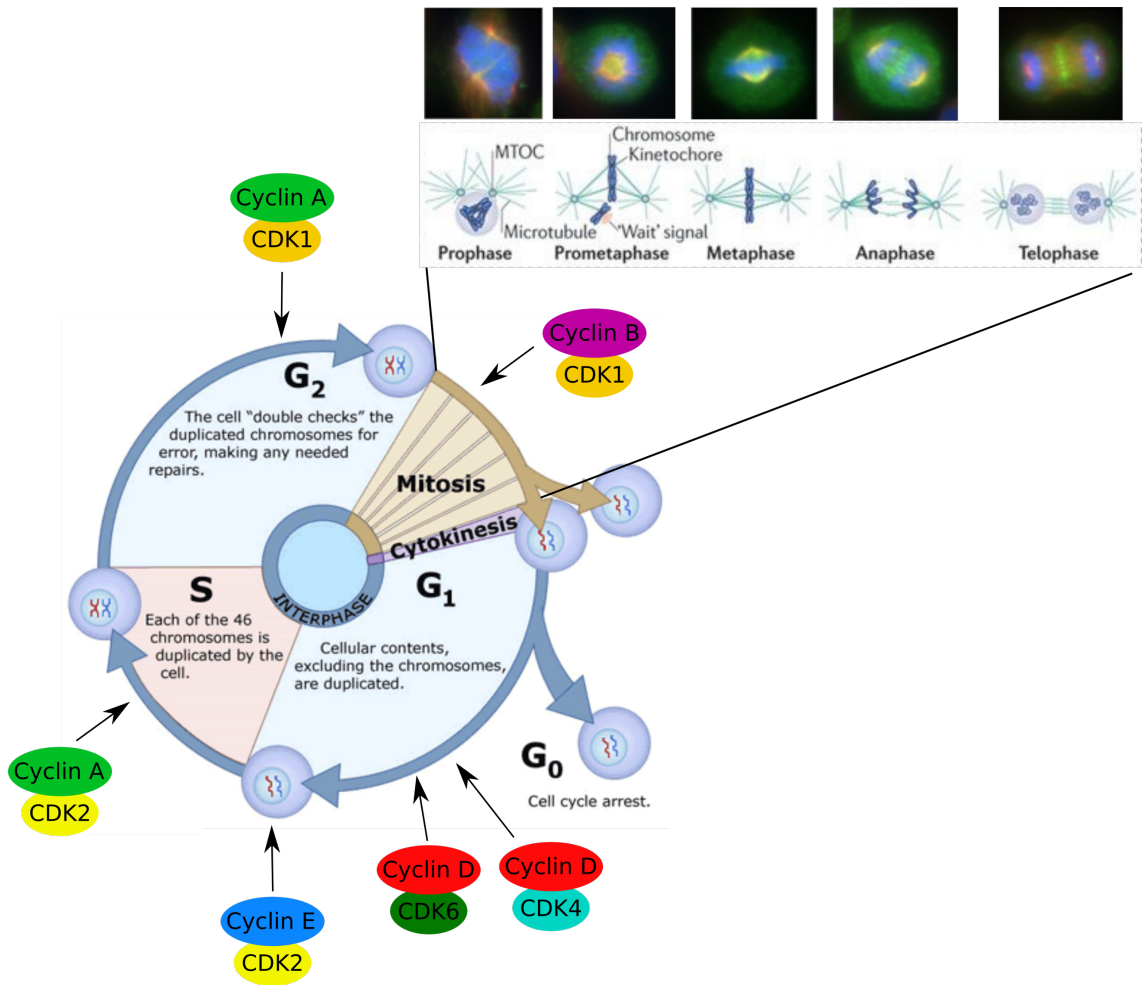 Chromosome
Kinetochore
MTOC
Microtubule
'Wait' signal
Prophase
Prometaphase
Metaphase
Anaphase
Telophase
Cyclin A
CDK1
Cyclin B
CDK1
G2
The cell “double checks” the
duplicated chromosomes for
error, making any needed
repairs.
Mitosis
Cytokinesis
INTERPHASE
S
Each of the 46
chromosomes is
duplicated by the
cell.
G1
Cellular contents,
excluding the chromosomes,
are duplicated.
G0
Cell cycle arrest.
Cyclin A
CDK2
Cyclin E
CDK2
Cyclin D
CDK6
Cyclin D
CDK4